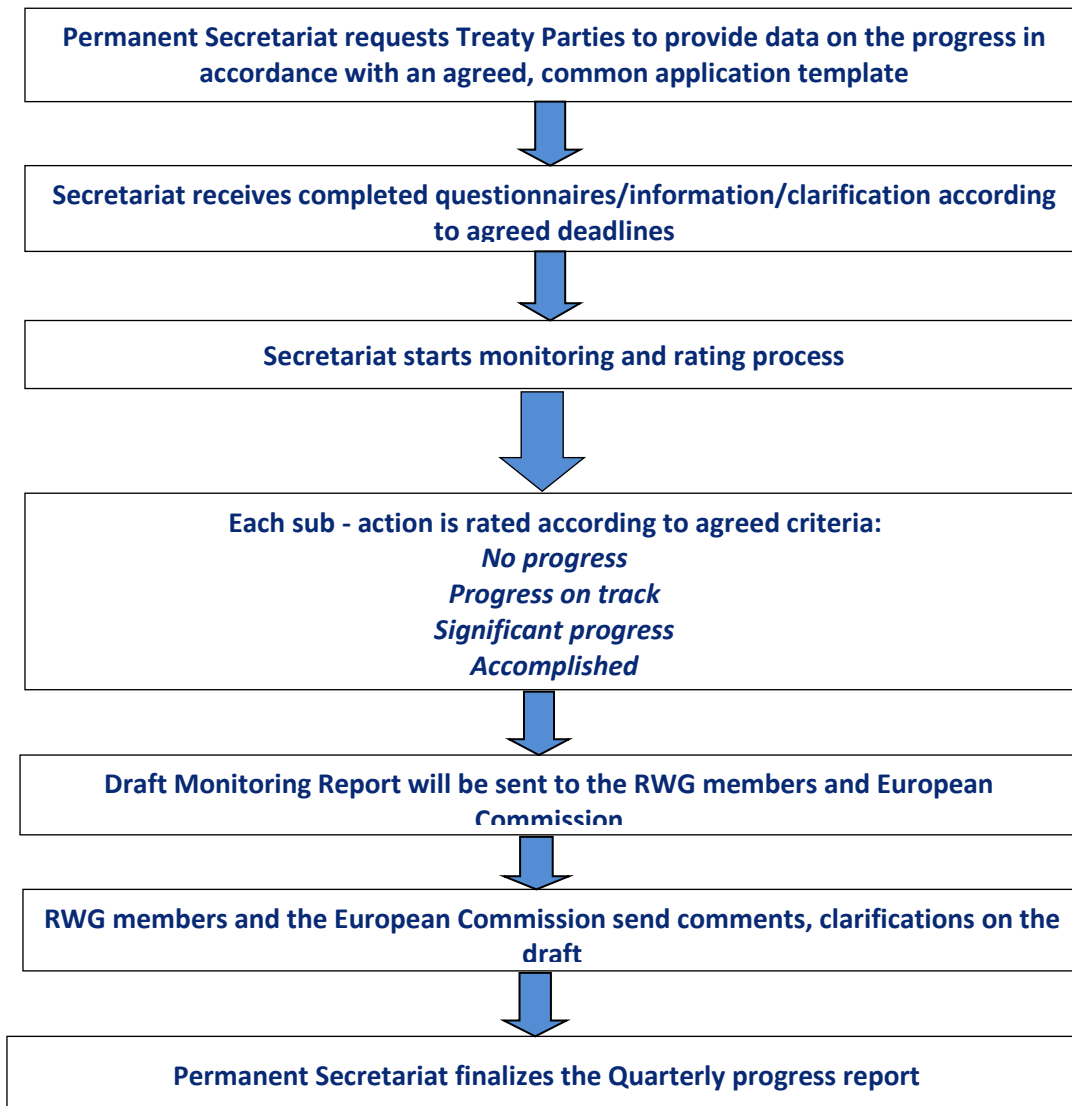 Permanent Secretariat requests Treaty Parties to provide data on the progress in
accordance with an agreed, common application template
Secretariat receives completed questionnaires/information/clarification according
to agreed deadlines
Secretariat starts monitoring and rating process
Each sub - action is rated according to agreed criteria:
No progress
Progress on track
Significant progress
Accomplished
Draft Monitoring Report will be sent to the RWG members and European
Commission
RWG members and the European Commission send comments, clarifications on the
draft
Permanent Secretariat finalizes the Quarterly progress report